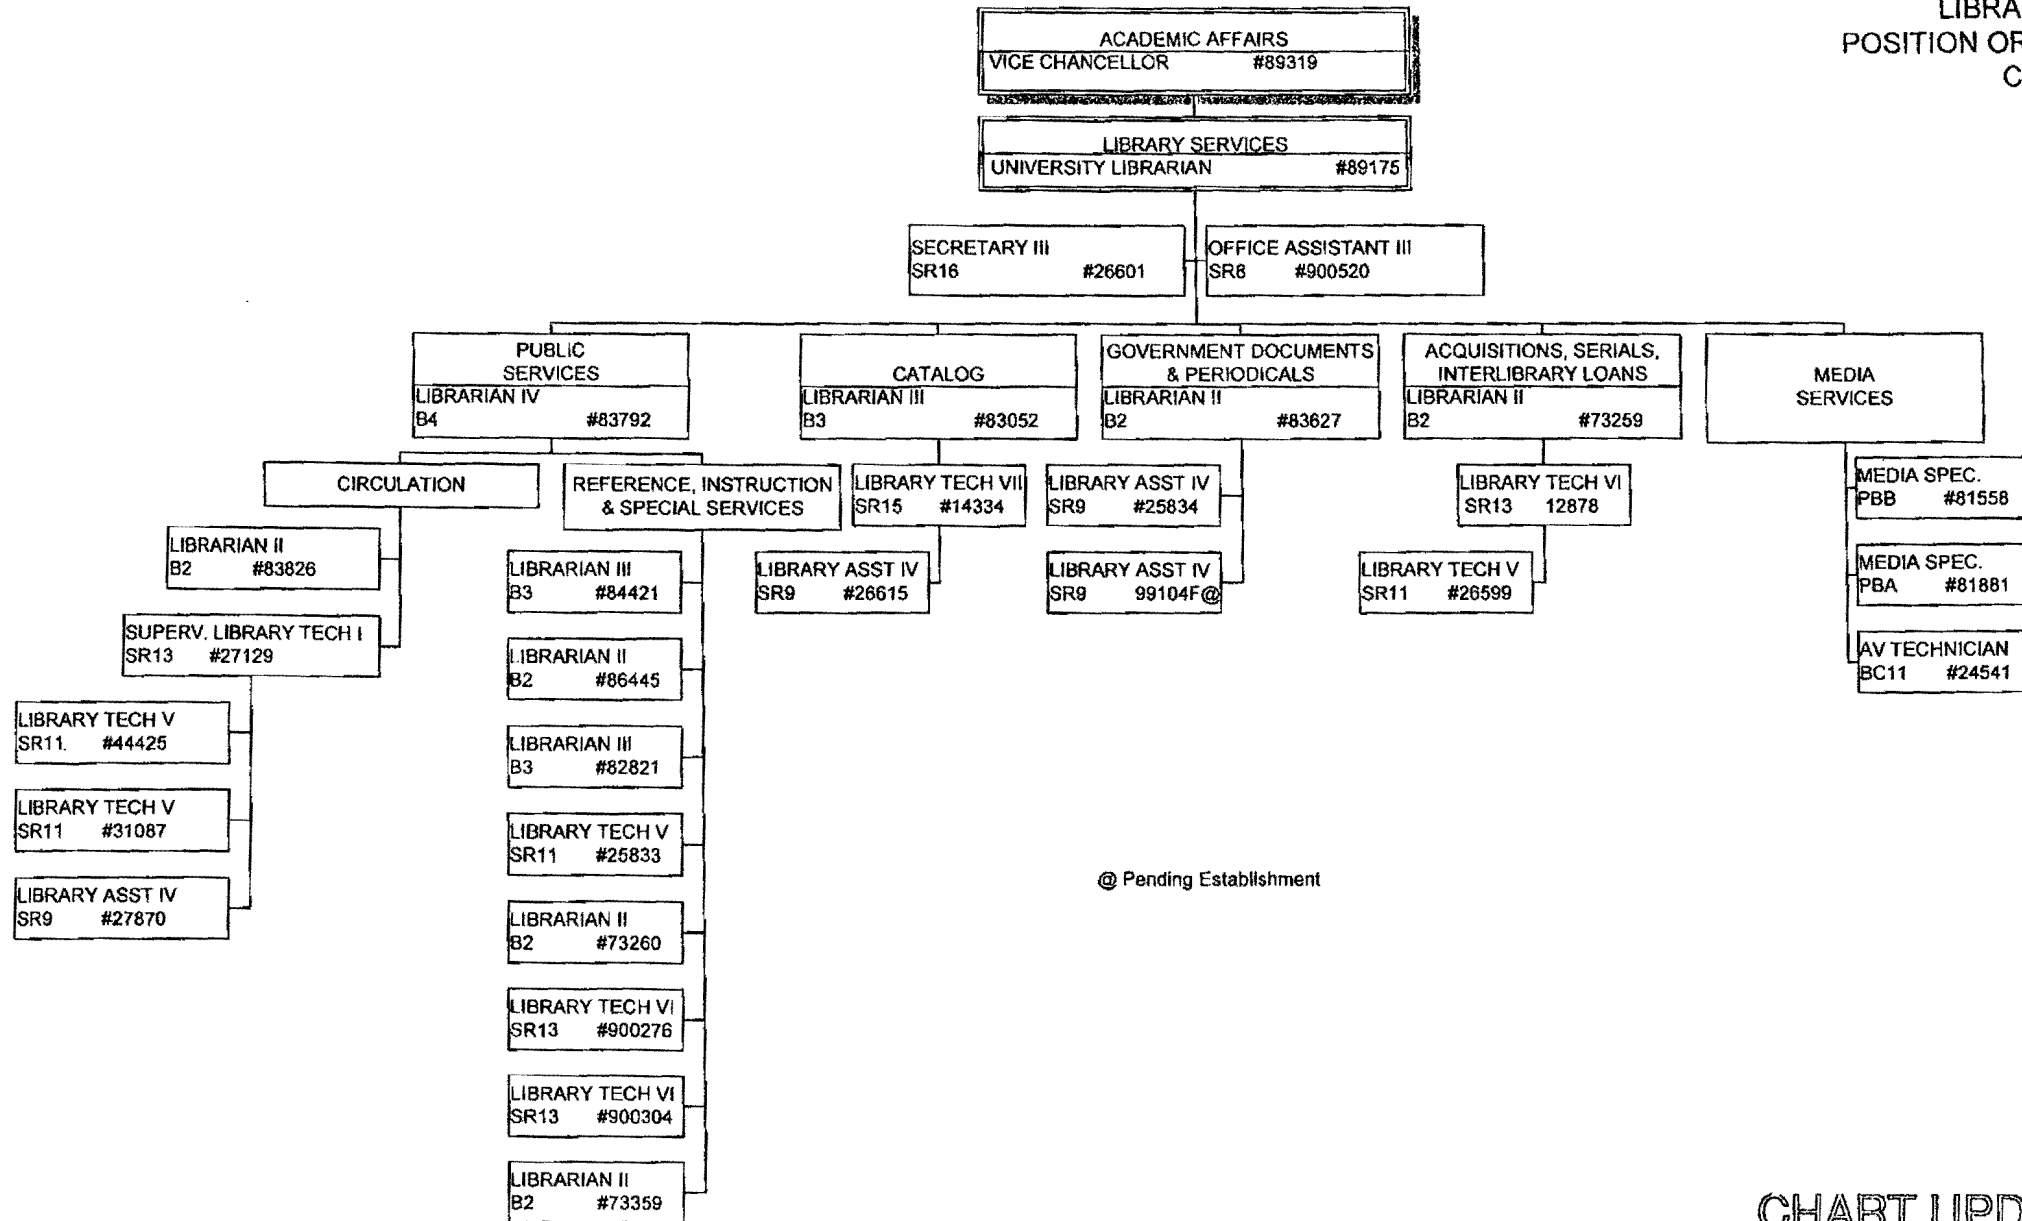 LIBRA
POSITION OR
C
ACADEMIC AFFAIRS
VICE CHANCELLOR #89319
LIBRARY SERVICES
UNIVERSITY LIBRARIAN #89175
SECRETARY III
SR16 #26601
OFFICE ASSISTANT III
SR8 #900520
PUBLIC
SERVICES
LIBRARIAN IV
B4 #83792
CATALOG
LIBRARIAN III
B3 #83052
GOVERNMENT DOCUMENTS
& PERIODICALS
LIBRARIAN II
B2 #83627
ACQUISITIONS, SERIALS,
INTERLIBRARY LOANS
LIBRARIAN II
B2 #73259
MEDIA
SERVICES
CIRCULATION
LIBRARIAN II
B2 #83826
SUPERV. LIBRARY TECH I
SR13 #27129
LIBRARY TECH V
SR11. #44425
LIBRARY TECH V
SR11 #31087
LIBRARY ASST IV
SR9 #27870
REFERENCE, INSTRUCTION
& SPECIAL SERVICES
LIBRARIAN III
B3 #84421
LIBRARIAN II
B2 #86445
LIBRARIAN III
B3 #82821
LIBRARY TECH V
SR11 #25833
LIBRARIAN II
B2 #73260
LIBRARY TECH VI
SR13 #900276
LIBRARY TECH VI
SR13 #900304
LIBRARIAN II
B2 #73359
LIBRARY TECH VII
SR15 #14334
LIBRARY ASST IV
SR9 #26615
LIBRARY ASST IV
SR9 #25834
LIBRARY ASST IV
SR9 99104F@
LIBRARY TECH VI
SR13 12878
LIBRARY TECH V
SR11 #26599
MEDIA SPEC.
PBB #81558
MEDIA SPEC.
PBA #81881
AV TECHNICIAN
BC11 #24541
@ Pending Establishment
CHART UPD